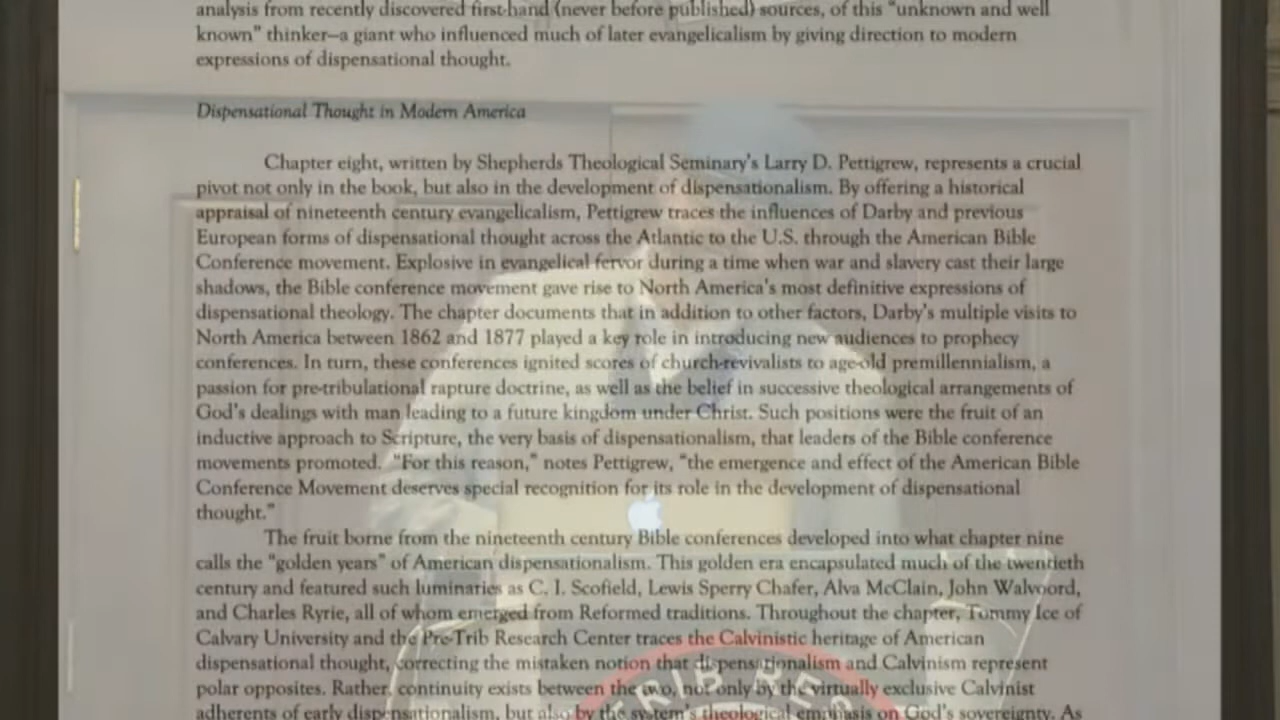 analysis from recently discovered first-hand (never before published) sources, of this "unknown and well
known" thinker—a giant who influenced much of later evangelicalism by giving direction to modern
expressions of dispensational thought.
Dispensational Thought in Modern America
Chapter eight, written by Shepherds Theological Seminary's Larry D. Pettigrew, represents a crucial
pivot not only in the book, but also in the development of dispensationalism. By offering a historical
appraisal of nineteenth century evangelicalism, Pettigrew traces the influences of Darby and previous
European forms of dispensational thought across the Atlantic to the U.S. through the American Bible
Conference movement. Explosive in evangelical fervor during a time when war and slavery cast their large
shadows, the Bible conference movement gave rise to North America's most definitive expressions of
dispensational theology. The chapter documents that in addition to other factors, Darby's multiple visits to
North America between 1862 and 1877 played a key role in introducing new audiences to prophecy
conferences. In turn, these conferences ignited scores of church-revivalists to age-old premillennialism, a
passion for pre-tribulational rapture doctrine, as well as the belief in successive theological arrangements of
God's dealings with man leading to a future kingdom under Christ. Such positions were the fruit of an
inductive approach to Scripture, the very basis of dispensationalism, that leaders of the Bible conference
movements promoted. "For this reason," notes Pettigrew, "the emergence and effect of the American Bible
Conference Movement deserves special recognition for its role in the development of dispensational
thought."
The fruit borne from the nineteenth century Bible conferences developed into what chapter nine
calls the "golden years" of American dispensationalism. This golden era encapsulated much of the twentieth
century and featured such luminaries as C. I. Scofield, Lewis Sperry Chafer, Alva McClain, John Walvoord,
and Charles Ryrie, all of whom emerged from Reformed traditions. Throughout the chapter, Tommy Ice of
Calvary University and the Pre-Trib Research Center traces the Calvinistic heritage of American
dispensational thought, correcting the mistaken notion that dispensationalism and Calvinism represent
polar opposites. Rather, continuity exists between the two, not only by the virtually exclusive Calvinist
adherents of early dispensationalism, but also by the system's theological emphasis on God's sovereignty. As
TRIB RES